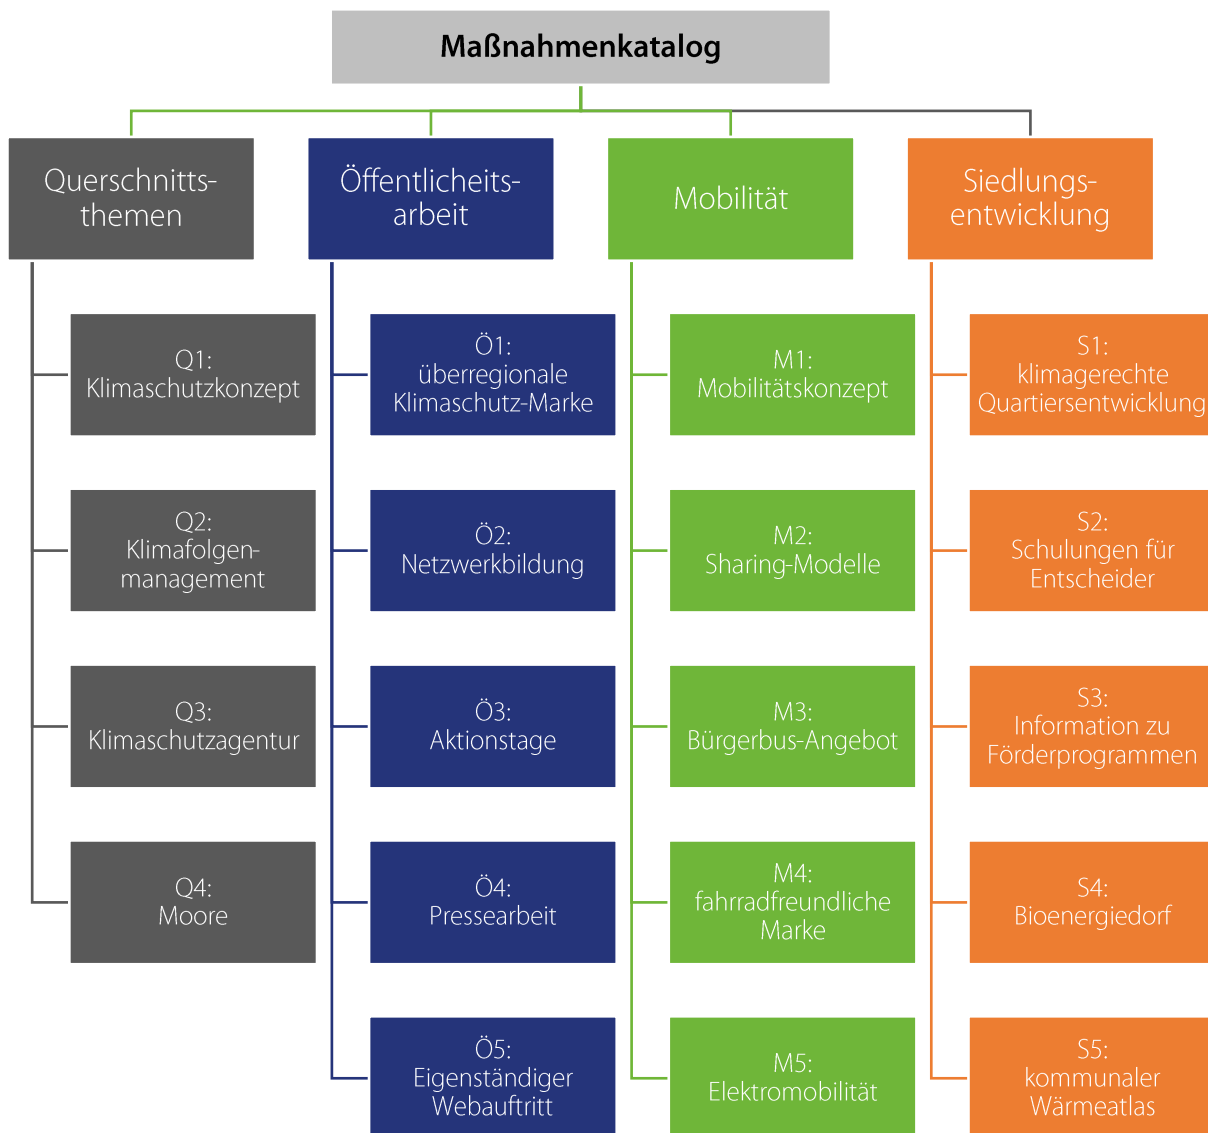 Maßnahmenkatalog
Querschnitts-
themen
Q1:
Klimaschutzkonzept
Q2:
Klimafolgen-
management
Q3:
Klimaschutzagentur
Q4:
Moore
Öffentlicheits-
arbeit
Ö1:
überregionale
Klimaschutz-Marke
Ö2:
Netzwerkbildung
Ö3:
Aktionstage
Ö4:
Pressearbeit
Ö5:
Eigenständiger
Webauftritt
Mobilität
M1:
Mobilitätskonzept
M2:
Sharing-Modelle
M3:
Bürgerbus-Angebot
M4:
fahrradfreundliche
Marke
M5:
Elektromobilität
Siedlungs-
entwicklung
S1:
klimagerechte
Quartiersentwicklung
S2:
Schulungen für
Entscheider
S3:
Information zu
Förderprogrammen
S4:
Bioenergiedorf
S5:
kommunaler
Wärmeatlas